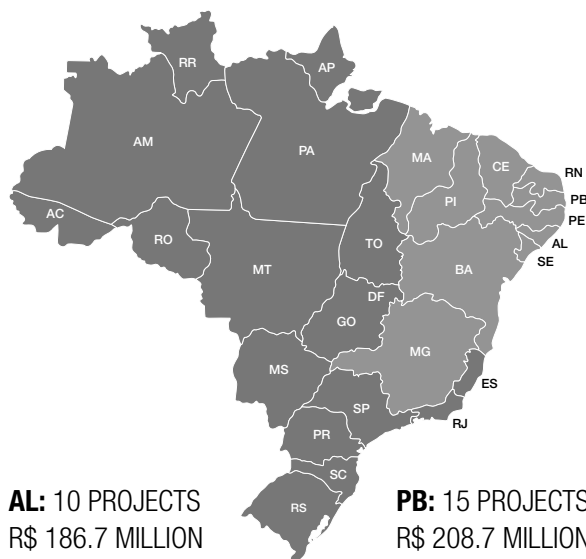 RR
AP
AM
PA
MA
CE
RN
PI
PB
PE
AC
AL
RO
TO
SE
MT
BA
DF
GO
MG
MS
ES
SP
RJ
PR
SC
RS
AL: 10 PROJECTS
R$ 186.7 MILLION
PB: 15 PROJECTS
R$ 208.7 MILLION